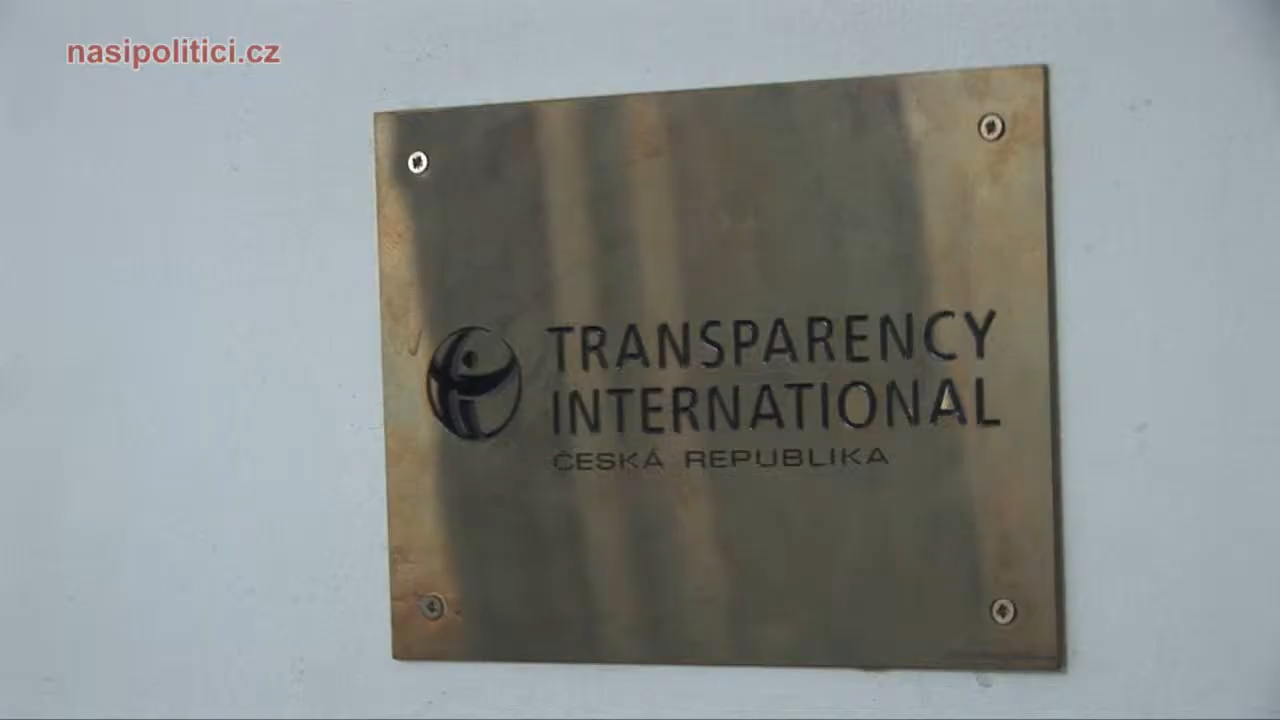 nasipolitici.cz
TRANSPARENCY
INTERNATIONAL
ČESKÁ REPUBLIKA